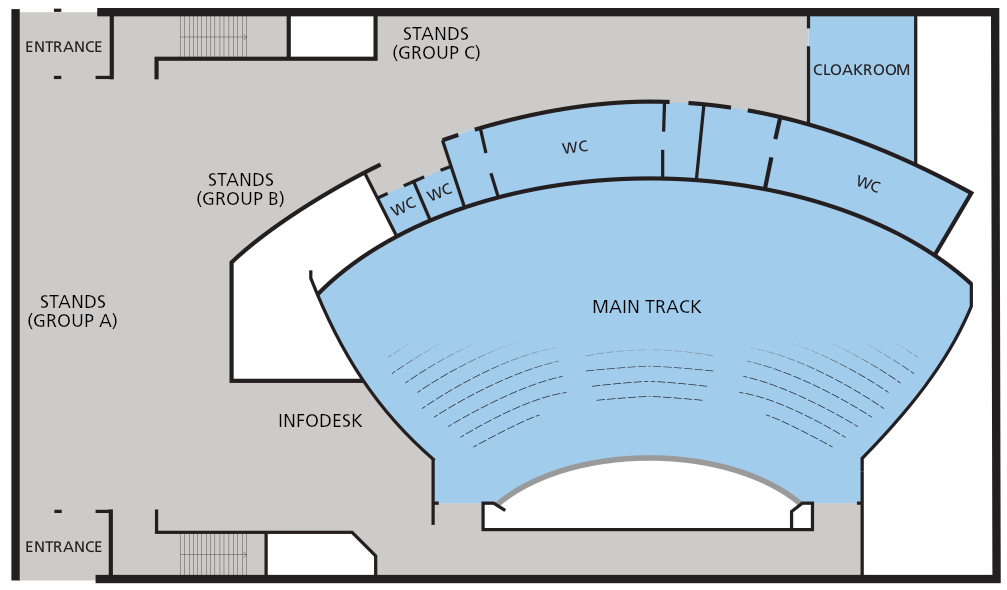 ENTRANCE
STANDS
(GROUP C)
CLOAKROOM
WC
WC
WC
WC
STANDS
(GROUP B)
STANDS
(GROUP A)
MAIN TRACK
INFODESK
ENTRANCE